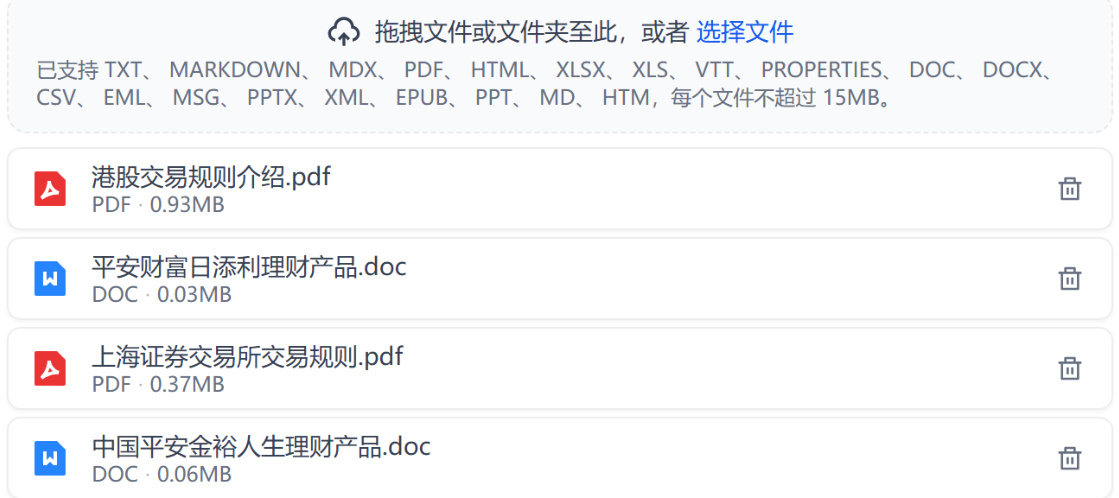 拖拽文件或文件夹至此，或者 选择文件
已支持 TXT、 MARKDOWN、 MDX、 PDF、 HTML、 XLSX、 XLS、 VTT、 PROPERTIES、 DOC、 DOCX、
CSV、 EML、 MSG、 PPTX、 XML、 EPUB、 PPT、 MD、 HTM，每个文件不超过 15MB。
港股交易规则介绍.pdf
PDF · 0.93MB
W
平安财富日添利理财产品.doc
DOC · 0.03MB
上海证券交易所交易规则.pdf
PDF · 0.37MB
W
中国平安金裕人生理财产品.doc
DOC · 0.06MB